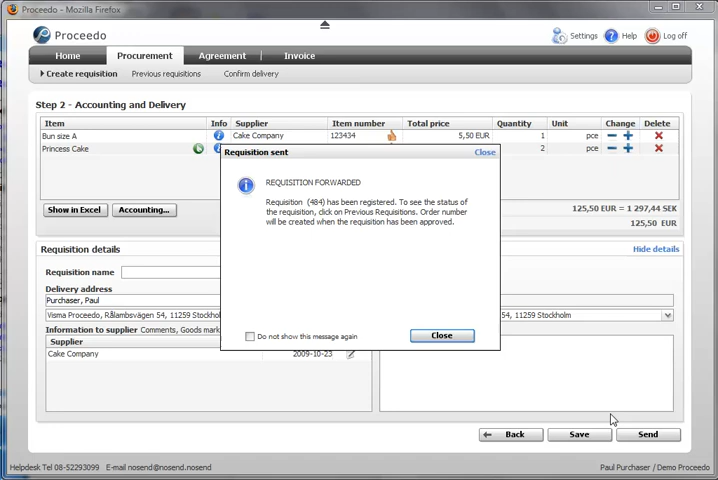 Proceedo - Mozilla Firefox
Proceedo
Settings Help Log off
Home Procurement Agreement Invoice
Create requisition Previous requisitions Confirm delivery
Step 2 - Accounting and Delivery
Item Info Supplier Item number Total price Quantity Unit Change Delete
Bun size A Cake Company 123434 5,50 EUR 1 pce
Princess Cake 2 pce
Requisition sent Close
REQUISITION FORWARDED
Requisition (484) has been registered. To see the status of
the requisition, click on Previous Requisitions. Order number
will be created when the requisition has been approved.
Do not show this message again Close
Show in Excel Accounting... 125,50 EUR = 1 297,44 SEK
125,50 EUR
Requisition details Hide details
Requisition name
Delivery address
Purchaser, Paul
Visma Proceedo, Rålambsvägen 54, 11259 Stockholm 54, 11259 Stockholm
Information to supplier Comments, Goods mark
Supplier
Cake Company 2009-10-23
Back Save Send
Helpdesk Tel 08-52293099 E-mail nosend@nosend.nosend Paul Purchaser / Demo Proceedo